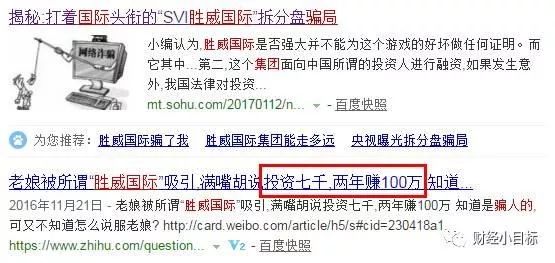 揭秘:打着国际头衔的“SVI胜威国际”拆分盘骗局
网络诈骗
小编认为,胜威国际是否强大并不能为这个游戏的好坏做任何证明。而
它其中...第二,这个集团面向中国所谓的投资人进行融资,如果发生意
外,我国法律对投资...
mt.sohu.com/20170112/n... - 百度快照
为您推荐: 胜威国际骗了我 胜威国际集团能走多远 央视曝光拆分盘骗局
老娘被所谓“胜威国际”吸引,满嘴胡说投资七千,两年赚100万 知道...
2016年11月21日 - 老娘被所谓“胜威国际”吸引,满嘴胡说投资七千,两年赚100万 知道是骗人的,
可又不知道怎么说服老娘? http://card.weibo.com/article/h5/s#cid=230418a1.
https://www.zhihu.com/question... - V2 - 百度快照
财经小目标